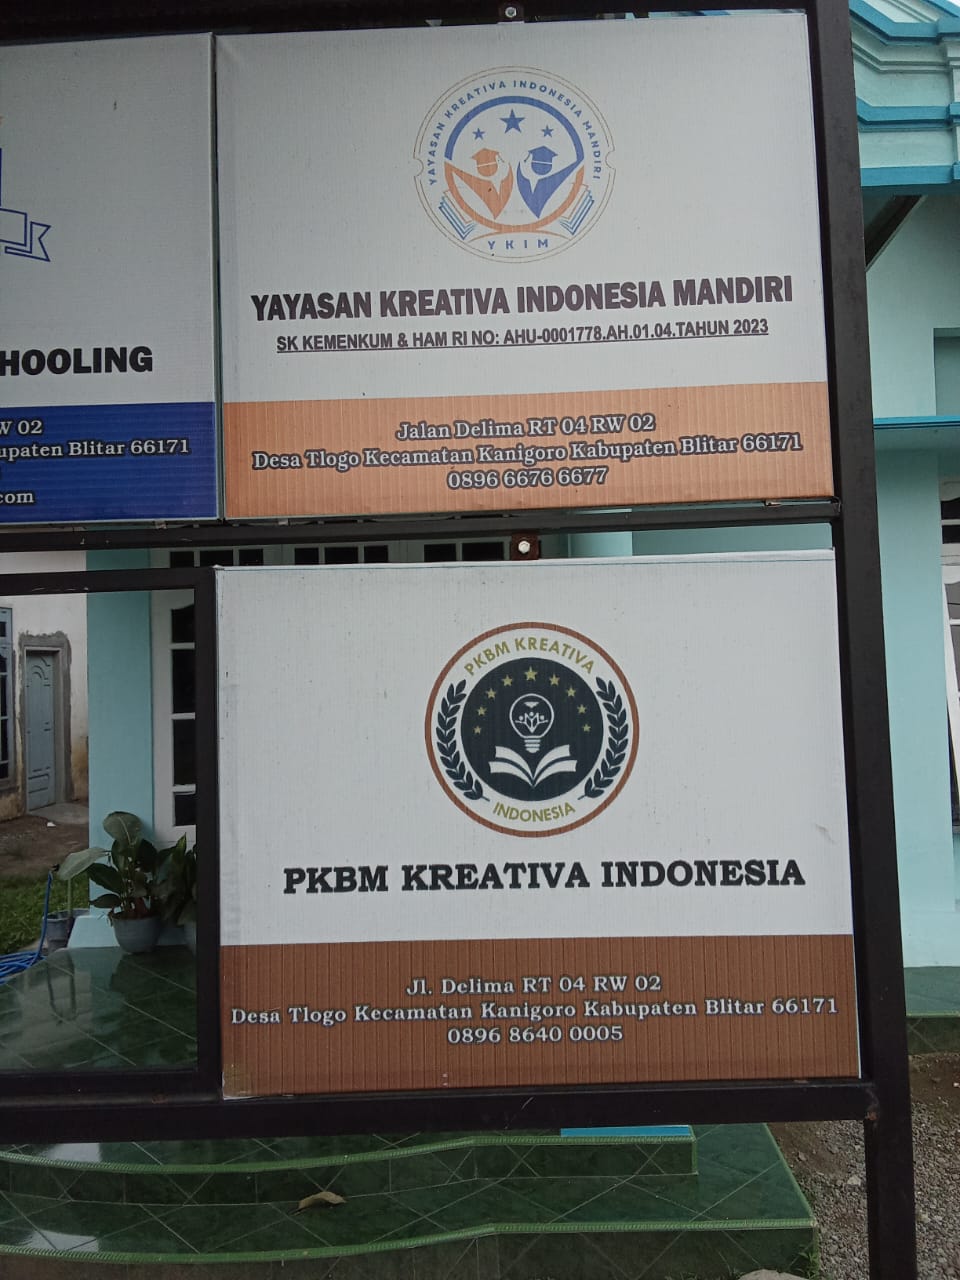 HOOLING
W 02
upaten Blitar 66171
com
YAYASAN KREATIVA INDONESIA MANDIRI
YKIM
YAYASAN KREATIVA INDONESIA MANDIRI
SK KEMENKUM & HAM RI NO: AHU-0001778.AH.01.04.TAHUN 2023
Jalan Delima RT 04 RW 02
Desa Tlogo Kecamatan Kanigoro Kabupaten Blitar 66171
0896 6676 6677
PKBM KREATIVA
INDONESIA
PKBM KREATIVA INDONESIA
Jl. Delima RT 04 RW 02
Desa Tlogo Kecamatan Kanigoro Kabupaten Blitar 66171
0896 8640 0005